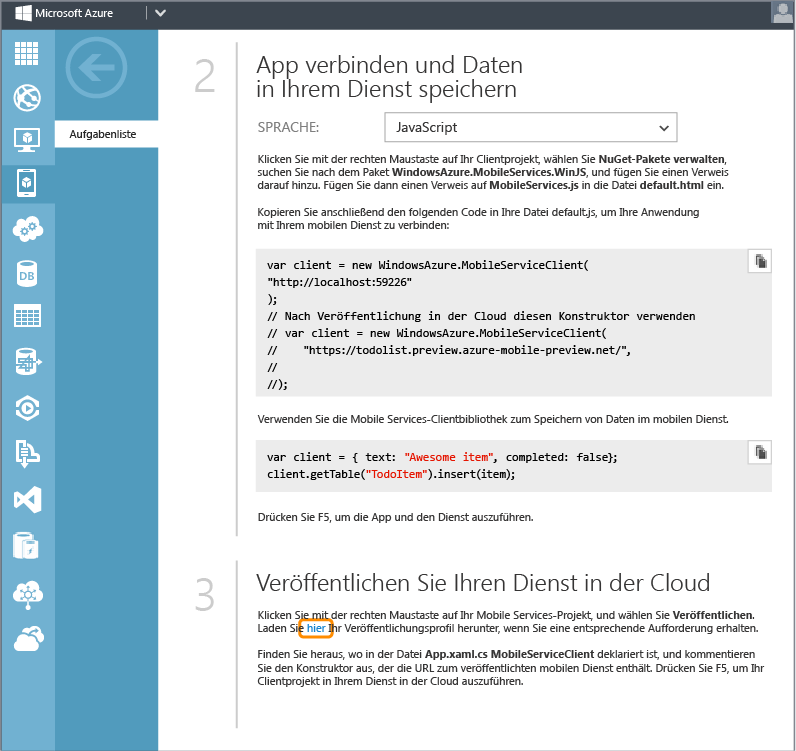 Microsoft Azure
Aufgabenliste
DB
2
App verbinden und Daten
in Ihrem Dienst speichern
SPRACHE:
JavaScript
Klicken Sie mit der rechten Maustaste auf Ihr Clientprojekt, wählen Sie NuGet-Pakete verwalten,
suchen Sie nach dem Paket WindowsAzure.MobileServices.WinJS, und fügen Sie einen Verweis
darauf hinzu. Fügen Sie dann einen Verweis auf MobileServices.js in die Datei default.html ein.
Kopieren Sie anschließend den folgenden Code in Ihre Datei default.js, um Ihre Anwendung
mit Ihrem mobilen Dienst zu verbinden:
var client = new WindowsAzure.MobileServiceClient(
"http://localhost:59226"
);
// Nach Veröffentlichung in der Cloud diesen Konstruktor verwenden
// var client = new WindowsAzure.MobileServiceClient(
//    "https://todolist.preview.azure-mobile-preview.net/",
//
//);
Verwenden Sie die Mobile Services-Clientbibliothek zum Speichern von Daten im mobilen Dienst.
var client = { text: "Awesome item", completed: false};
client.getTable("TodoItem").insert(item);
Drücken Sie F5, um die App und den Dienst auszuführen.
3
Veröffentlichen Sie Ihren Dienst in der Cloud
Klicken Sie mit der rechten Maustaste auf Ihr Mobile Services-Projekt, und wählen Sie Veröffentlichen.
Laden Sie hier Ihr Veröffentlichungsprofil herunter, wenn Sie eine entsprechende Aufforderung erhalten.
Finden Sie heraus, wo in der Datei App.xaml.cs MobileServiceClient deklariert ist, und kommentieren
Sie den Konstruktor aus, der die URL zum veröffentlichten mobilen Dienst enthält. Drücken Sie F5, um Ihr
Clientprojekt in Ihrem Dienst in der Cloud auszuführen.